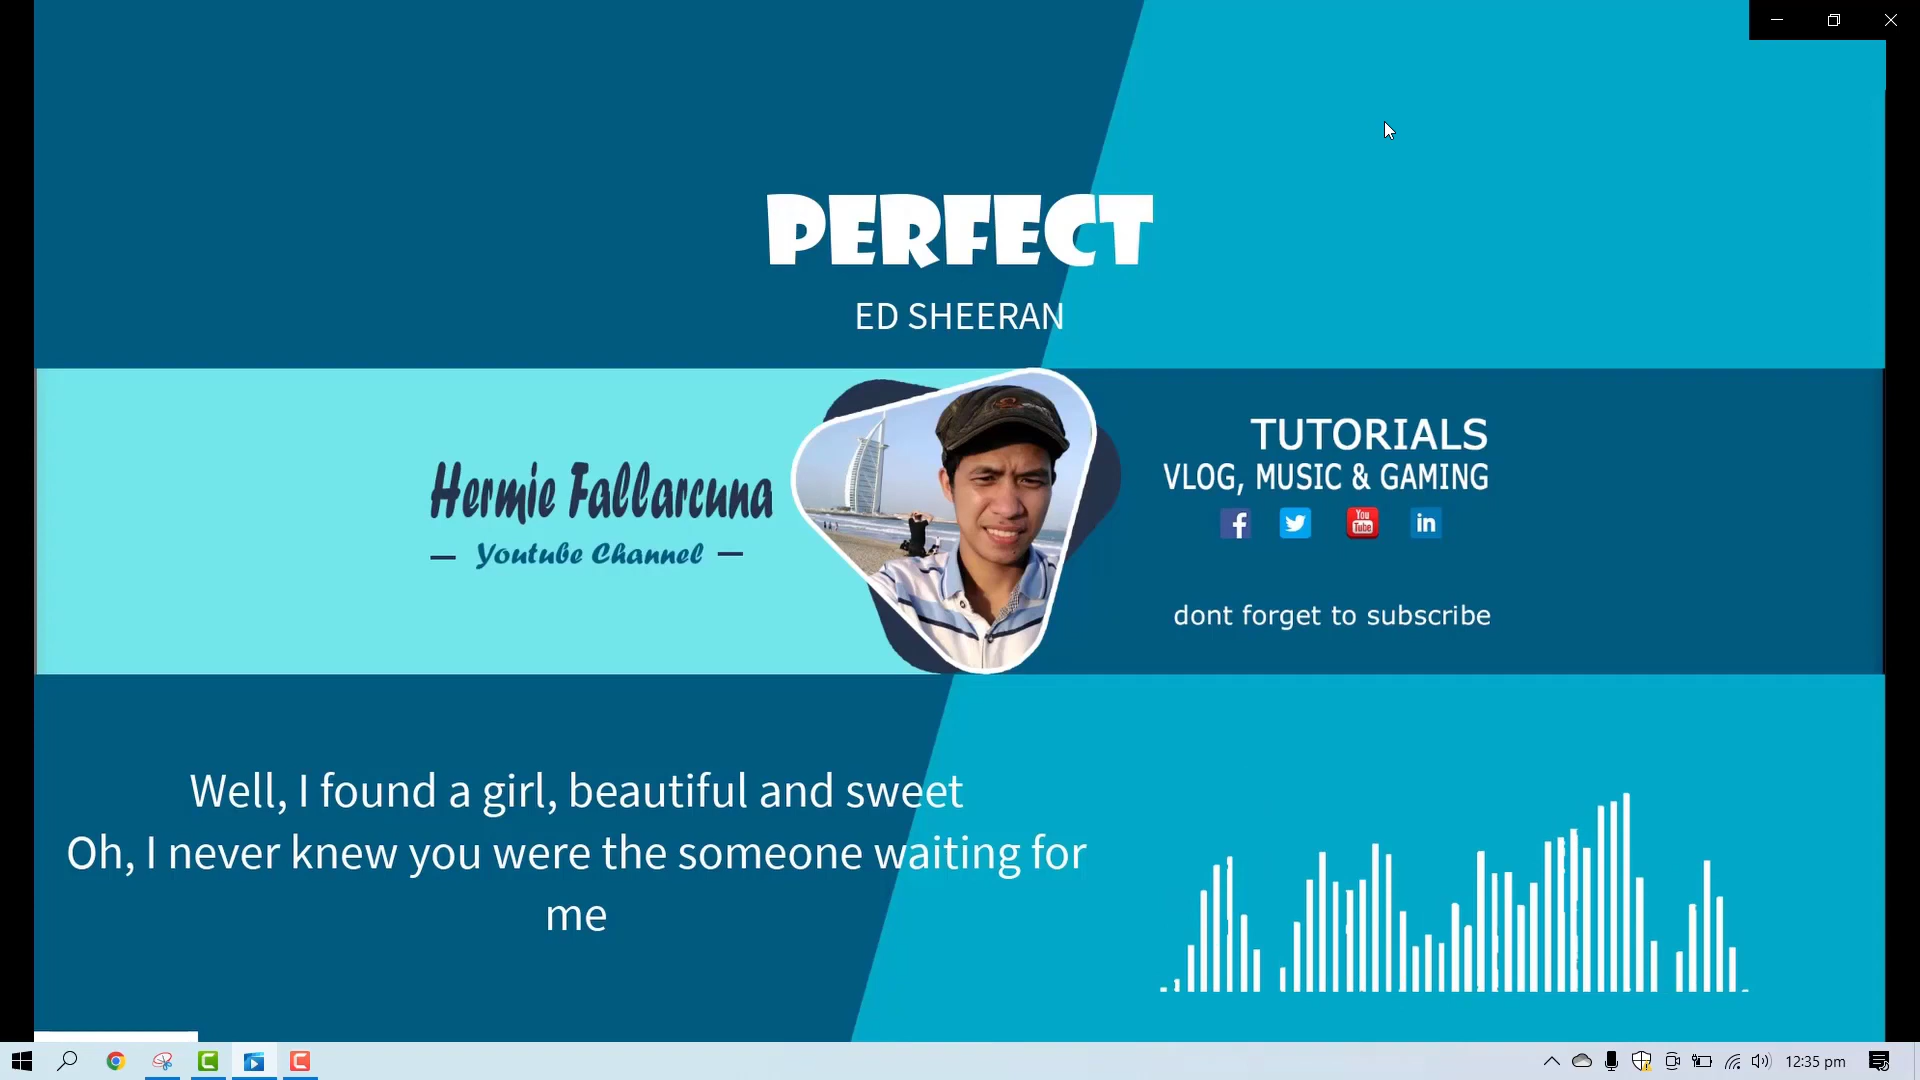 PERFECT
ED SHEERAN
Hermie Fallarcuna
Youtube Channel
TUTORIALS
VLOG, MUSIC & GAMING
f
You
Tube
in
dont forget to subscribe
Well, I found a girl, beautiful and sweet
Oh, I never knew you were the someone waiting for
me
12:35 pm